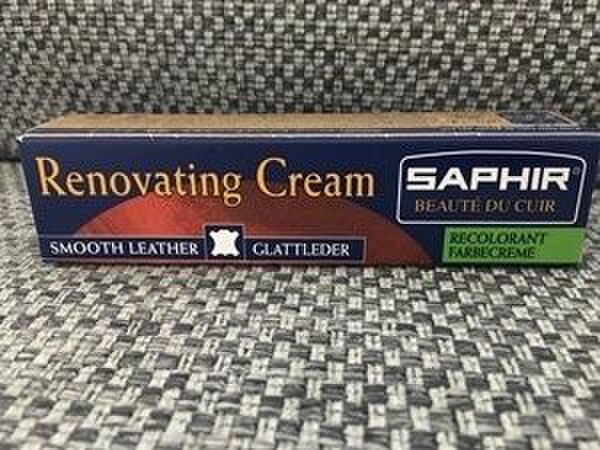 Renovating Cream
SAPHIR®
BEAUTÉ DU CUIR
SMOOTH LEATHER GLATTLEDER
RECOLORANT
FARBECREME